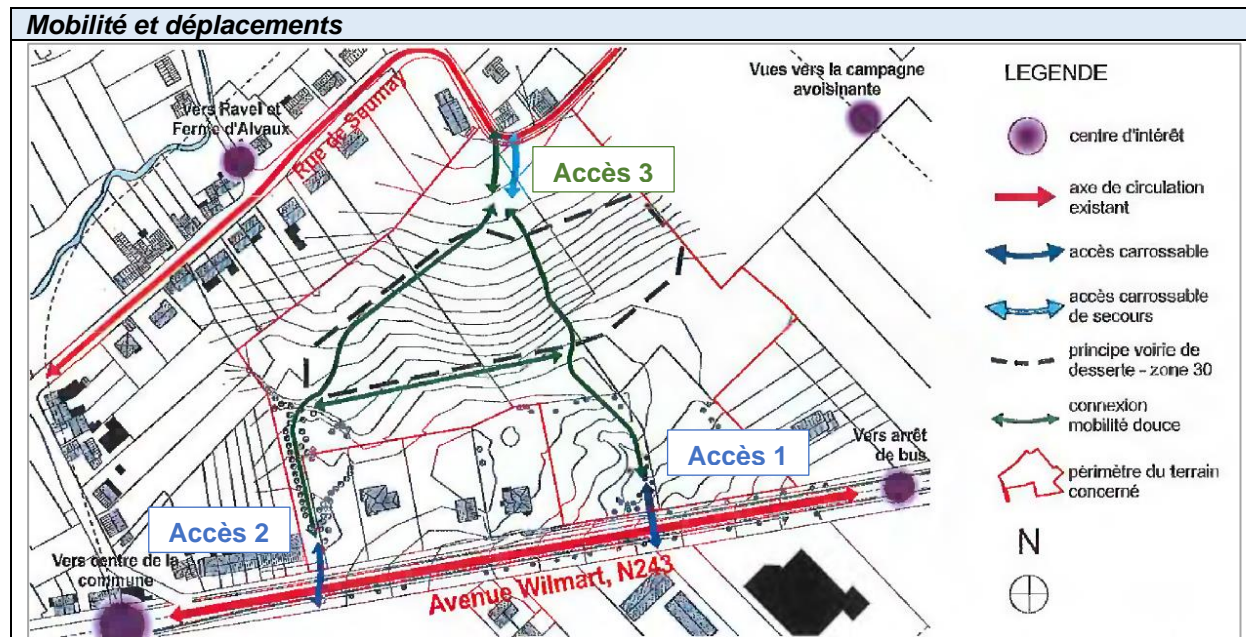 Mobilité et déplacements
Vers Ravel et
Ferme d'Alvaux
Rue de Saumay
Accès 3
Vues vers la campagne
avoisinante
Accès 1
Vers arrêt
de bus
Accès 2
Vers centre de la
commune
Avenue Wilmart, N243
LEGENDE
centre d'intérêt
axe de circulation
existant
accès carrossable
accès carrossable
de secours
principe voirie de
desserte - zone 30
connexion
mobilité douce
périmètre du terrain
concerné
N